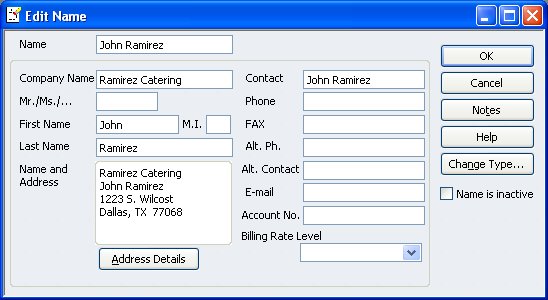 Edit Name
Name John Ramirez
OK
Company Name Ramirez Catering Contact John Ramirez
Cancel
Mr./Ms./... Phone
Notes
First Name John M.I. FAX
Help
Last Name Ramirez Alt. Ph.
Change Type...
Name and Address
Ramirez Catering
John Ramirez
1223 S. Wilcost
Dallas, TX 77068
Alt. Contact
E-mail
Name is inactive
Account No.
Billing Rate Level
Address Details